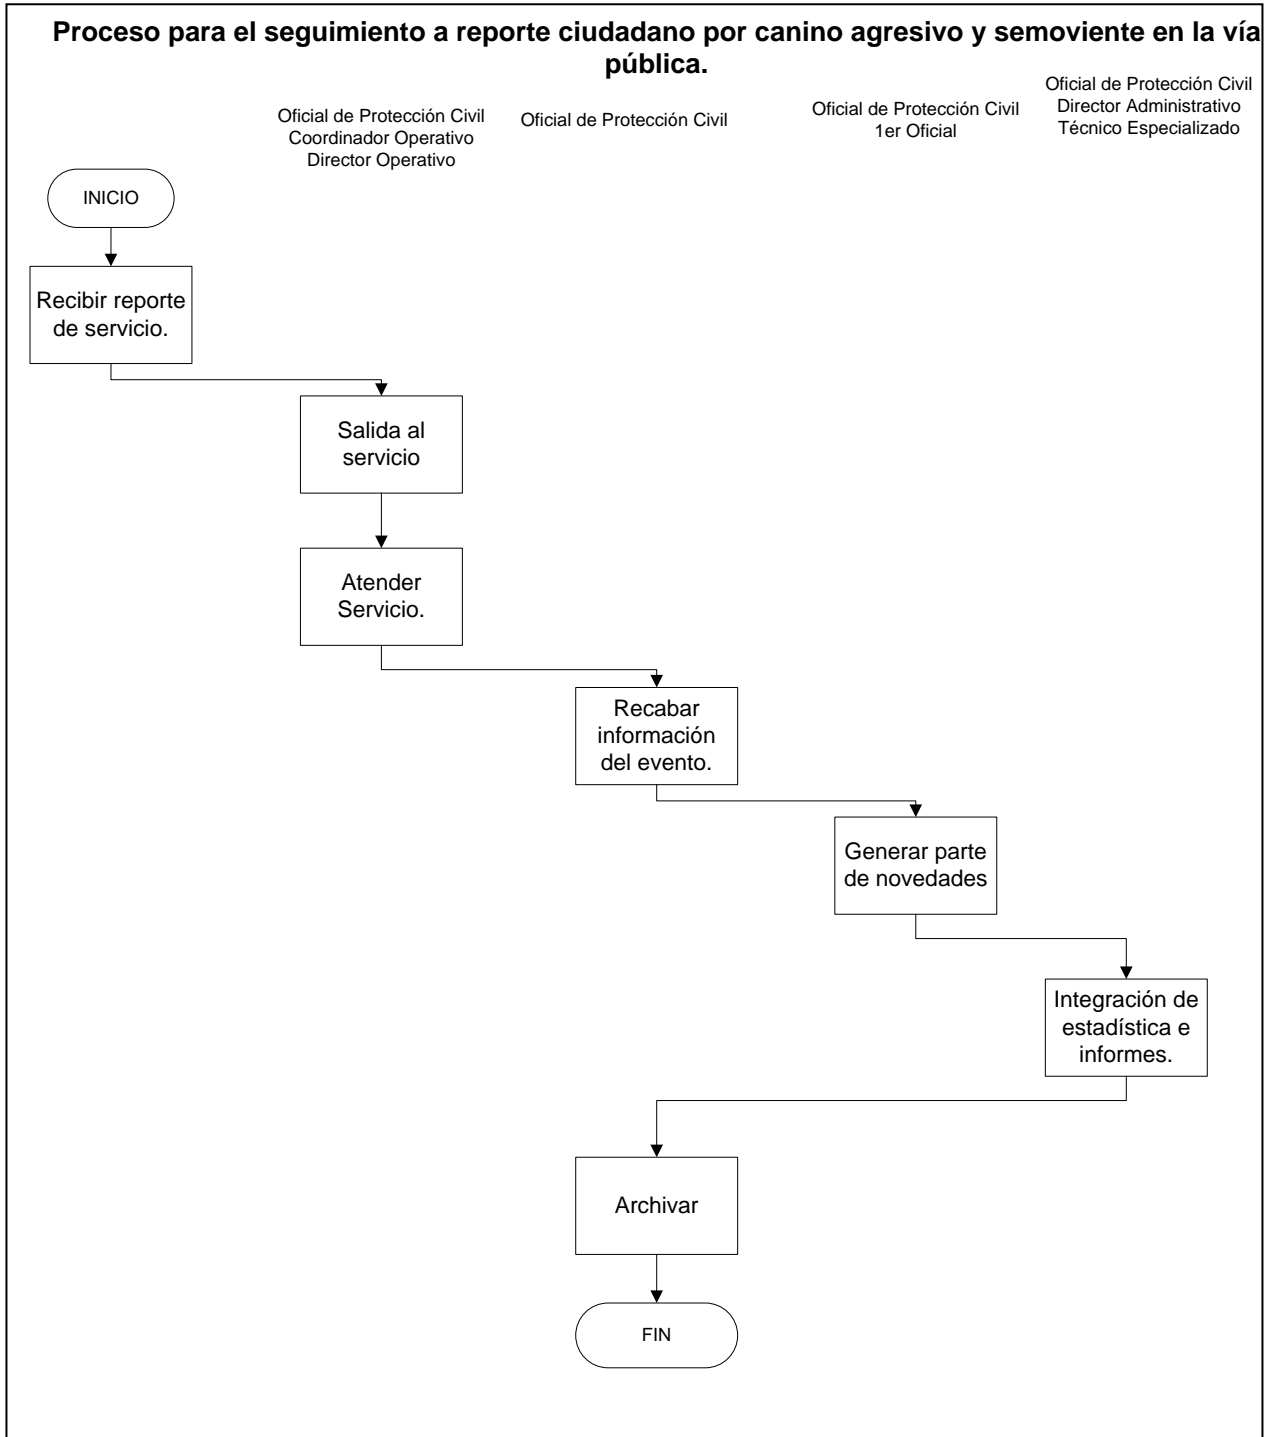 Proceso para el seguimiento a reporte ciudadano por canino agresivo y semoviente en la vía
pública.
Oficial de Protección Civil
Coordinador Operativo
Director Operativo
Oficial de Protección Civil
Oficial de Protección Civil
1er Oficial
Oficial de Protección Civil
Director Administrativo
Técnico Especializado
INICIO
Recibir reporte
de servicio.
Salida al
servicio
Atender
Servicio.
Recabar
información
del evento.
Generar parte
de novedades
Integración de
estadística e
informes.
Archivar
FIN